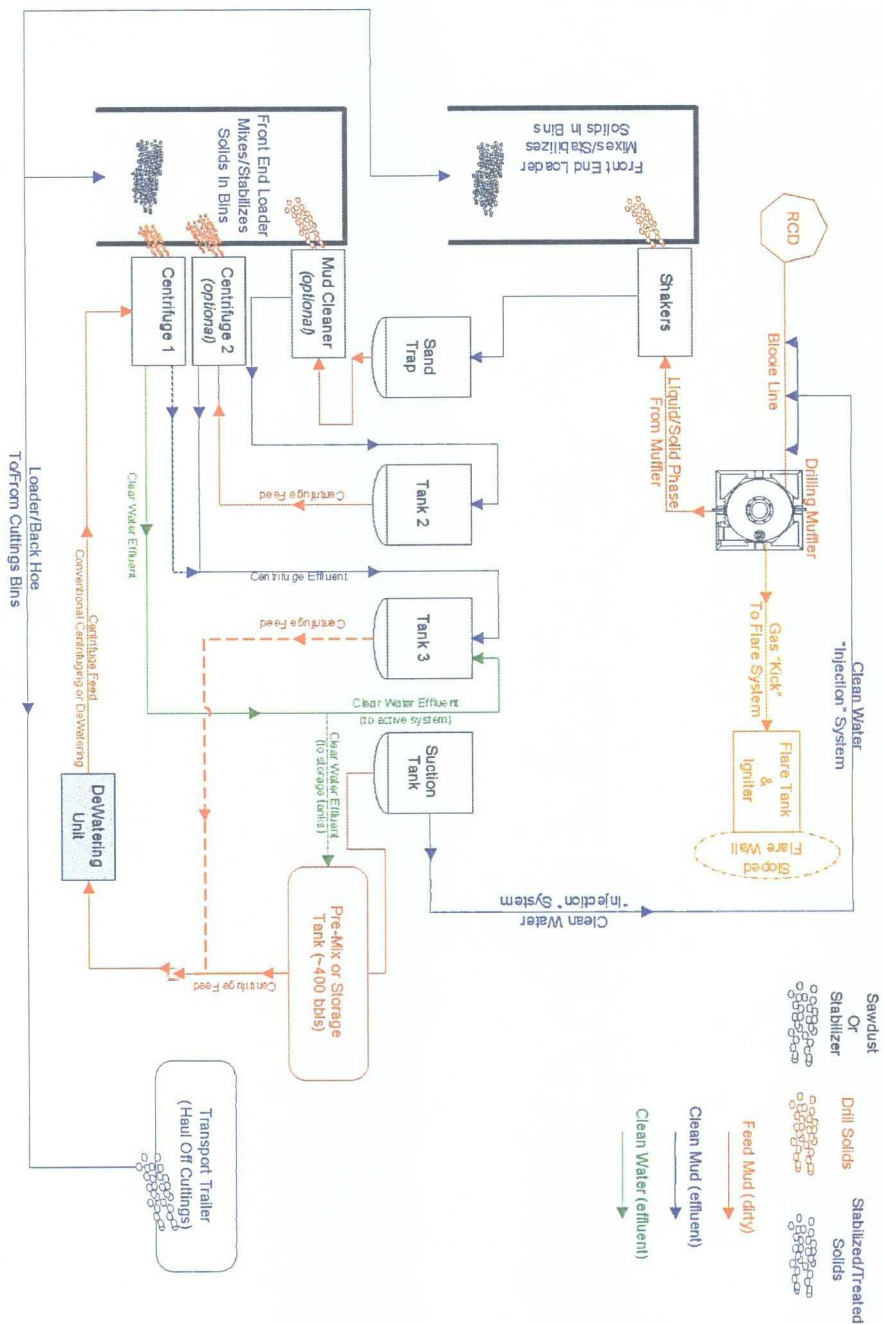 Sawdust
Or
Stabilizer
Drill Solids
Stabilized/Treated
Solids
Feed Mud (dirty)
Clean Mud (effluent)
Clean Water (effluent)
Clean Water
"Injection" System
RCD
Blooie Line
Drilling Muffler
Gas "Kick"
To Flare System
Flare Tank
&
Igniter
Sloped
Flare Wall
Liquid/Solid Phase
From Muffler
Clean Water
"Injection" System
Front End Loader
Mixes/Stabilizes
Solids In Bins
Shakers
Sand
Trap
Tank 2
Tank 3
Suction
Tank
Front End Loader
Mixes/Stabilizes
Solids In Bins
Mud Cleaner
(optional)
Centrifuge 2
(optional)
Centrifuge 1
Centrifuge Feed
Centrifuge Effluent
Centrifuge Feed
Clear Water Effluent
Clear Water Effluent
(to active system)
Clear Water Effluent
(to storage tanks)
Pre-Mix or Storage
Tank (~400 bbls)
Centrifuge Feed
Centrifuge Feed
Conventional Centrifuging or DeWatering
DeWatering
Unit
Transport Trailer
(Haul Off Cuttings)
Loader/Back Hoe
To/From Cuttings Bins